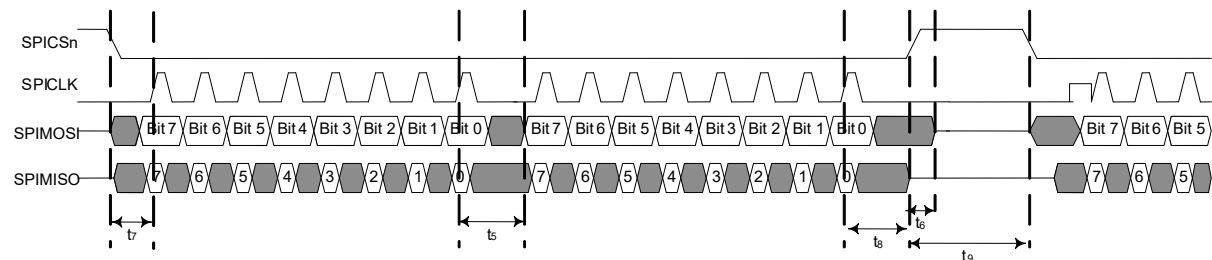 SPICSn
SPICLK
SPIMOSI Bit 7 Bit 6 Bit 5 Bit 4 Bit 3 Bit 2 Bit 1 Bit 0 Bit 7 Bit 6 Bit 5 Bit 4 Bit 3 Bit 2 Bit 1 Bit 0 Bit 7 Bit 6 Bit 5
SPIMISO 7 6 5 4 3 2 1 0 7 6 5 4 3 2 1 0 7 6 5
t7 t5 t8 t6
t9